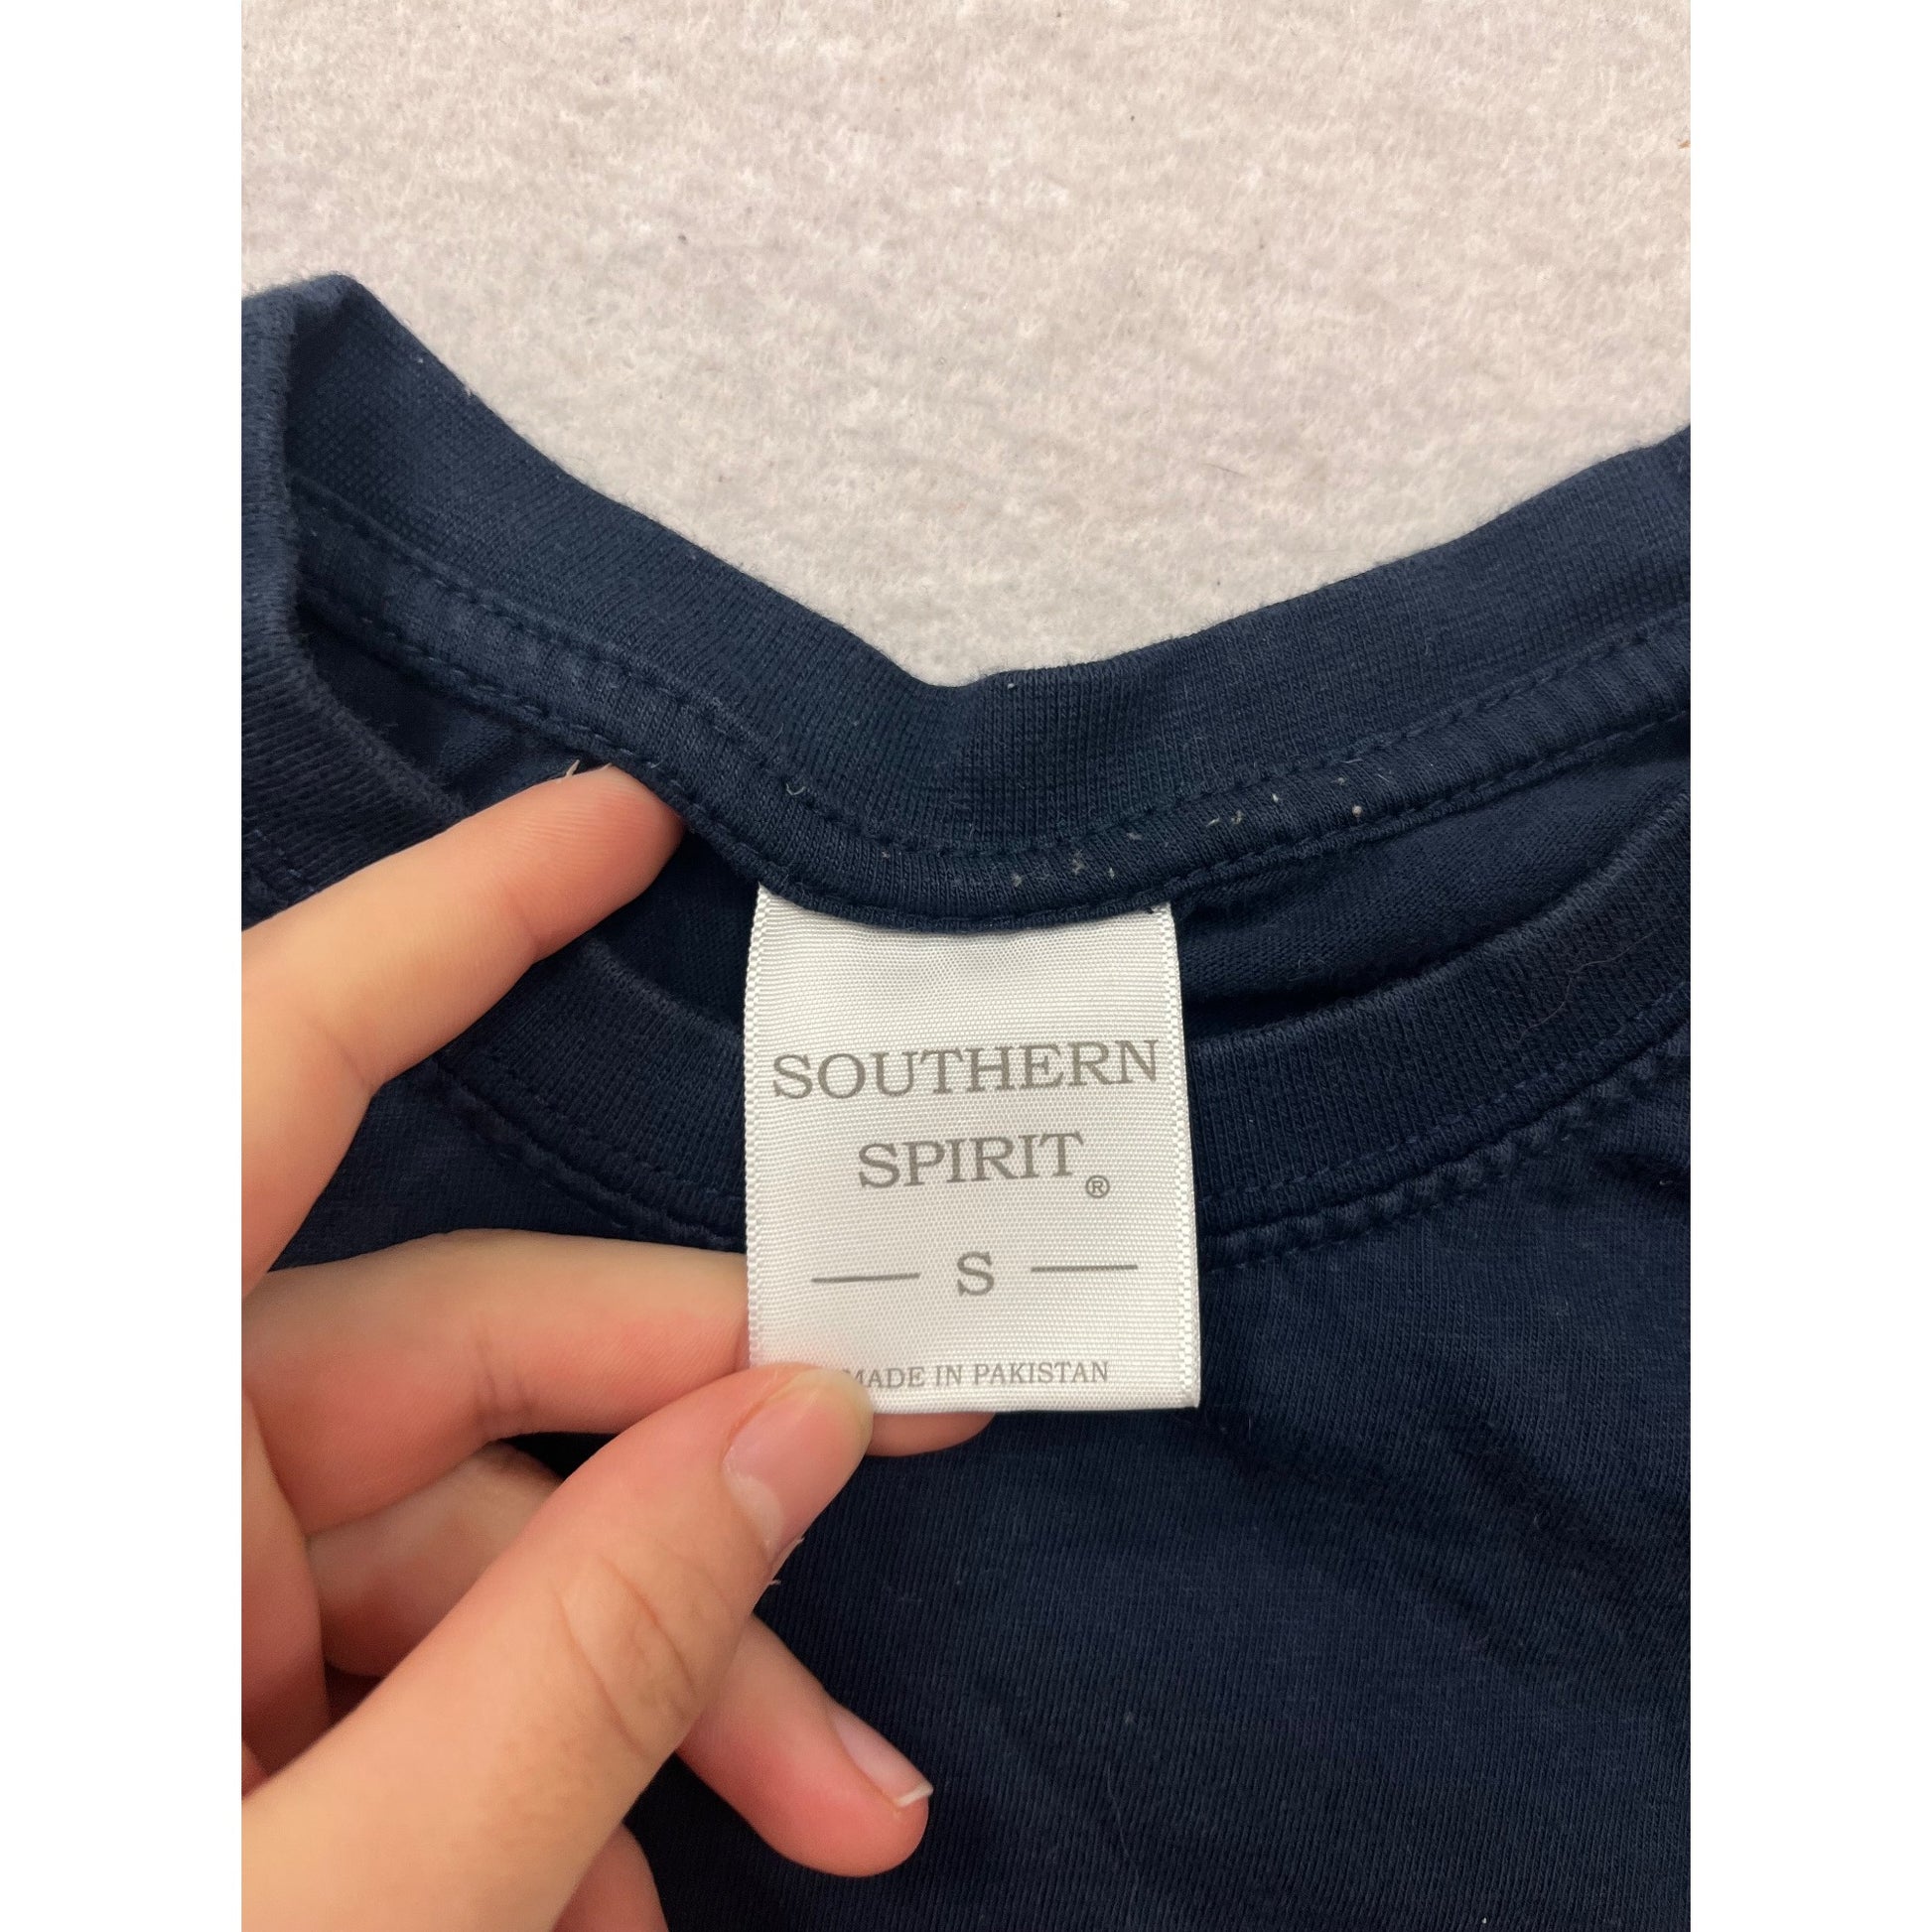 SOUTHERN
SPIRIT®
— S —
MADE IN PAKISTAN